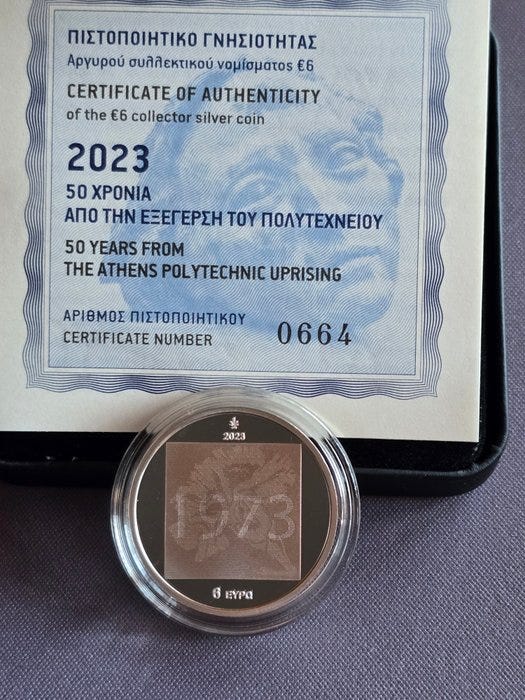 ΠΙΣΤΟΠΟΙΗΤΙΚΟ ΓΝΗΣΙΟΤΗΤΑΣ
Αργυρού συλλεκτικού νομίσματος €6
CERTIFICATE OF AUTHENTICITY
of the €6 collector silver coin
2023
50 ΧΡΟΝΙΑ
ΑΠΟ ΤΗΝ ΕΞΕΓΕΡΣΗ ΤΟΥ ΠΟΛΥΤΕΧΝΕΙΟΥ
50 YEARS FROM
THE ATHENS POLYTECHNIC UPRISING
ΑΡΙΘΜΟΣ ΠΙΣΤΟΠΟΙΗΤΙΚΟΥ
CERTIFICATE NUMBER 0664
2023
1973
6 ΕΥΡΩ